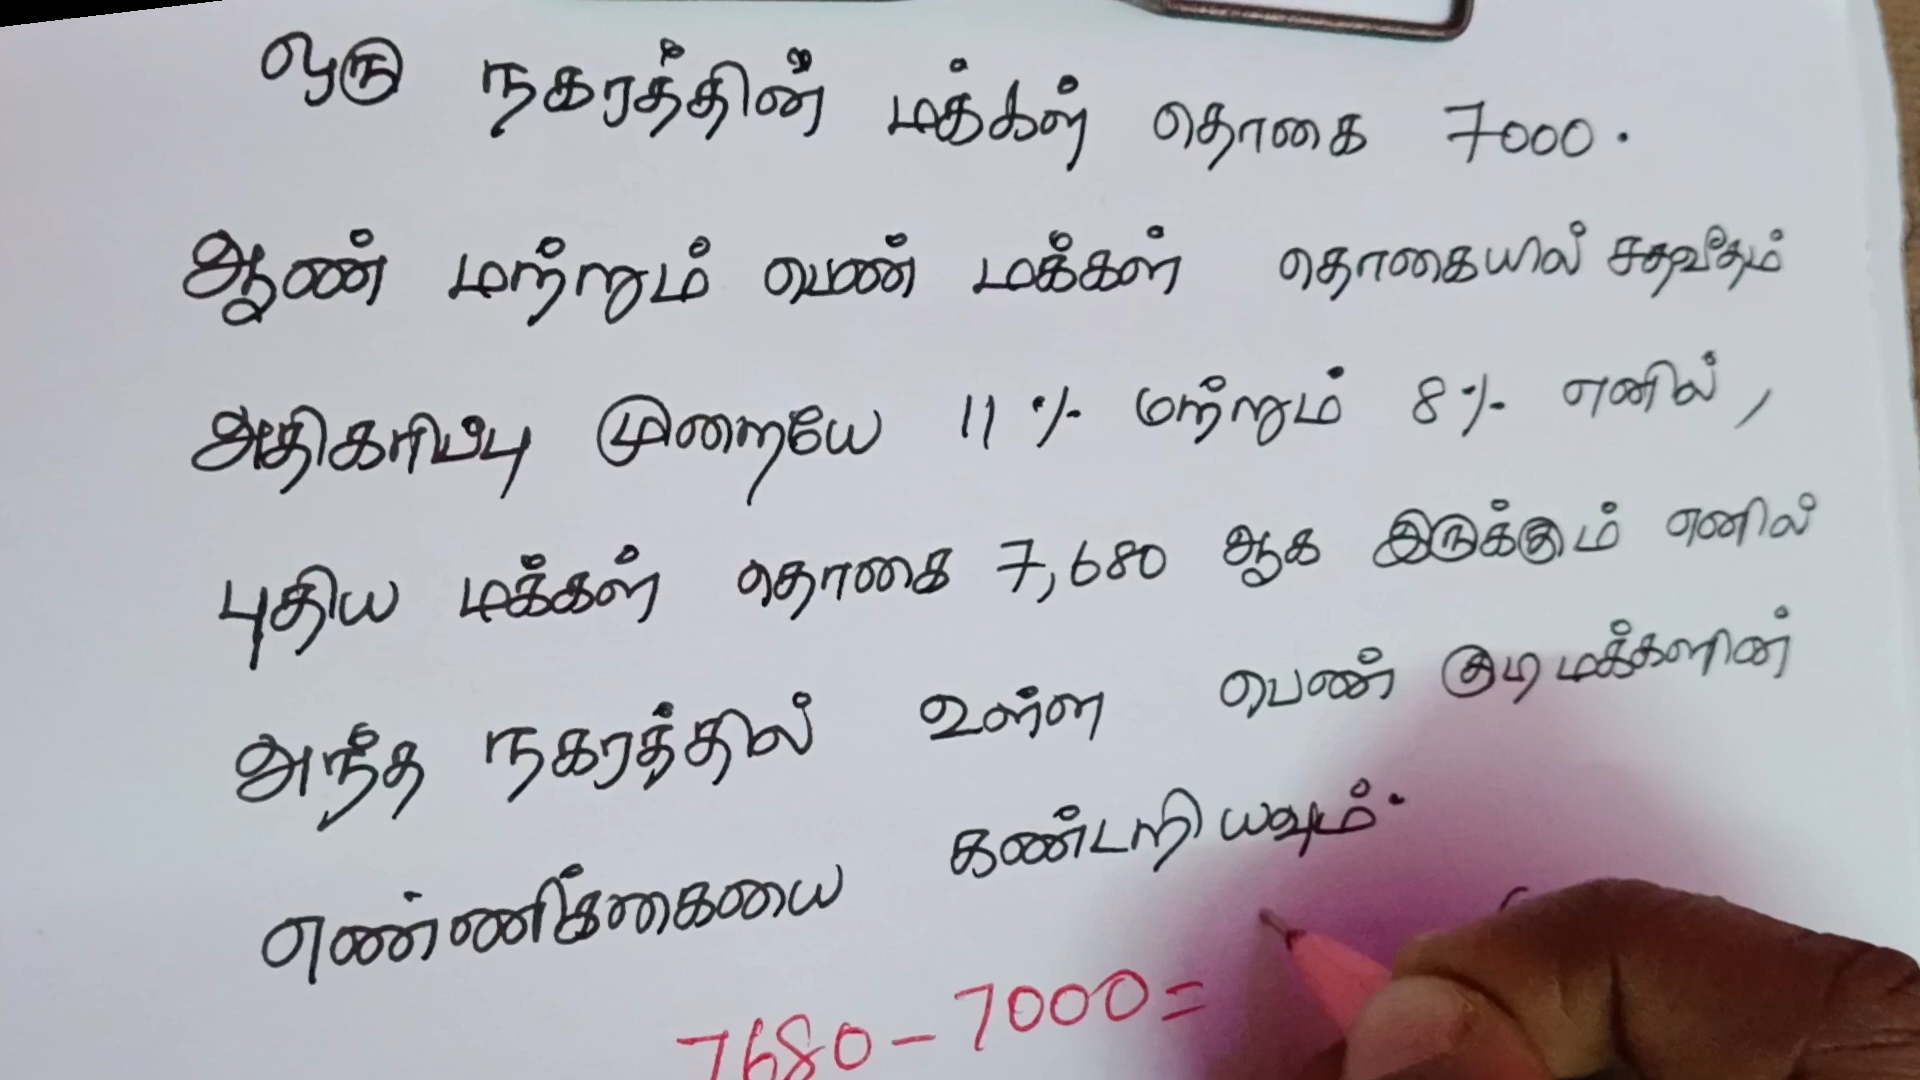 ஒரு நகரத்தின் மக்கள் தொகை 7000.
ஆண் மற்றும் பெண் மக்கள் தொகையில் சதவீதம்
அதிகரிப்பு முறையே 11% மற்றும் 8% எனில்,
புதிய மக்கள் தொகை 7,680 ஆக இருக்கும் எனில்
அந்த நகரத்தில் உள்ள பெண் குடிமக்களின்
எண்ணிக்கையை கண்டறியவும்.
7680 - 7000 =